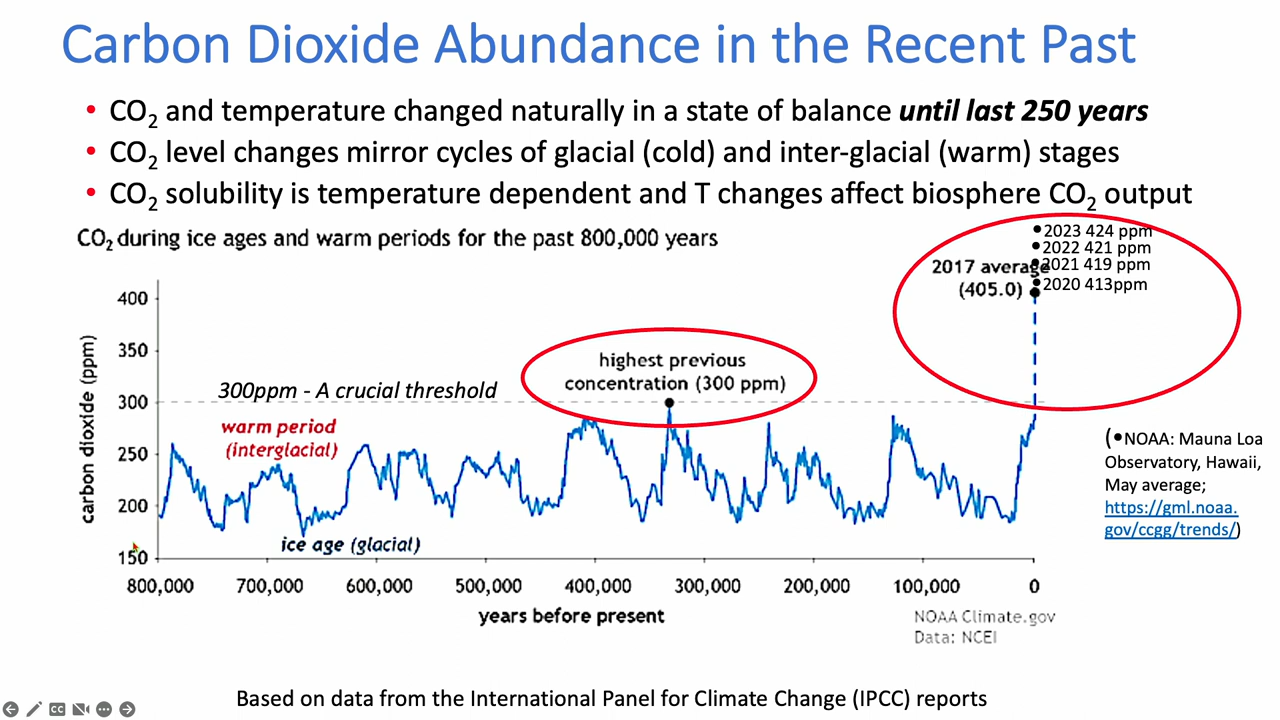 Carbon Dioxide Abundance in the Recent Past
• CO₂ and temperature changed naturally in a state of balance until last 250 years
• CO₂ level changes mirror cycles of glacial (cold) and inter-glacial (warm) stages
• CO₂ solubility is temperature dependent and T changes affect biosphere CO₂ output
CO₂ during ice ages and warm periods for the past 800,000 years
• 2023 424 ppm
• 2022 421 ppm
• 2021 419 ppm
• 2020 413ppm
2017 average
(405.0)
highest previous
concentration (300 ppm)
300ppm - A crucial threshold
warm period
(interglacial)
ice age (glacial)
carbon dioxide (ppm)
400
350
300
250
200
150
800,000 700,000 600,000 500,000 400,000 300,000 200,000 100,000 0
years before present
(•NOAA: Mauna Loa
Observatory, Hawaii,
May average;
https://gml.noaa.
gov/ccgg/trends/)
NOAA Climate.gov
Data: NCEI
Based on data from the International Panel for Climate Change (IPCC) reports
CC